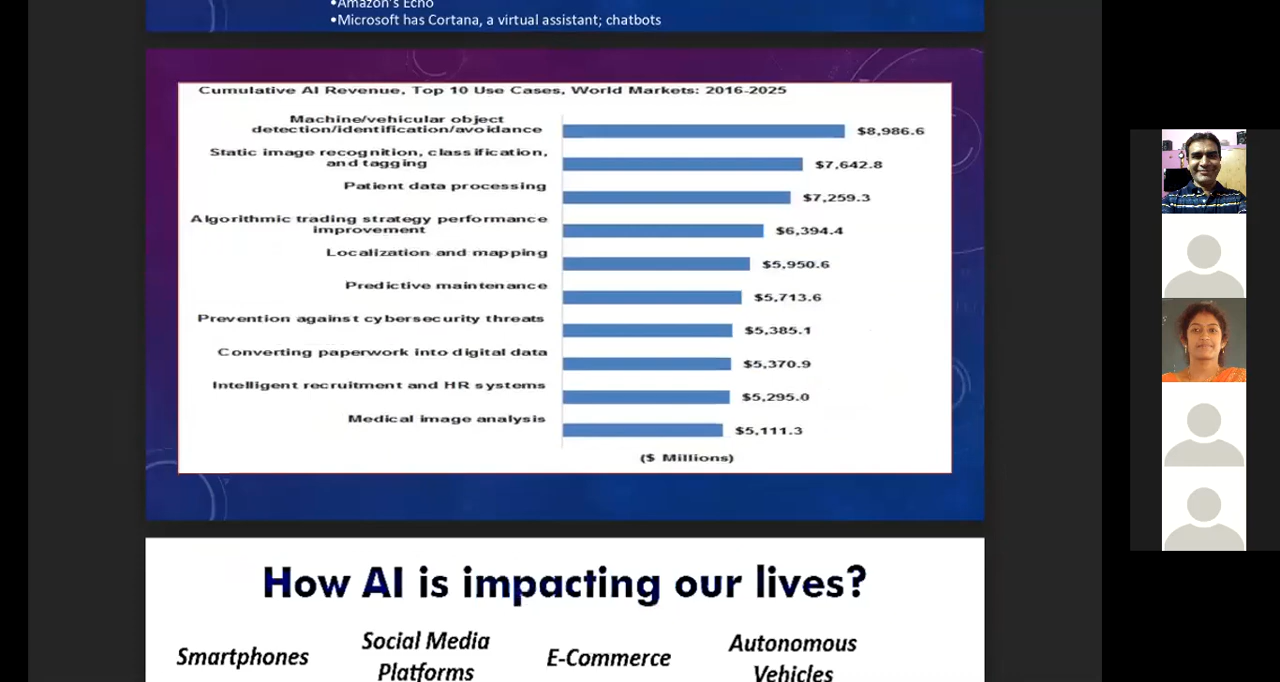 •Amazon's Echo
•Microsoft has Cortana, a virtual assistant; chatbots
Cumulative AI Revenue, Top 10 Use Cases, World Markets: 2016-2025
Machine/vehicular object
detection/identification/avoidance
$8,986.6
Static image recognition, classification,
and tagging
$7,642.8
Patient data processing
$7,259.3
Algorithmic trading strategy performance
improvement
$6,394.4
Localization and mapping
$5,950.6
Predictive maintenance
$5,713.6
Prevention against cybersecurity threats
$5,385.1
Converting paperwork into digital data
$5,370.9
Intelligent recruitment and HR systems
$5,295.0
Medical image analysis
$5,111.3
($ Millions)
How AI is impacting our lives?
Smartphones
Social Media
Platforms
E-Commerce
Autonomous
Vehicles